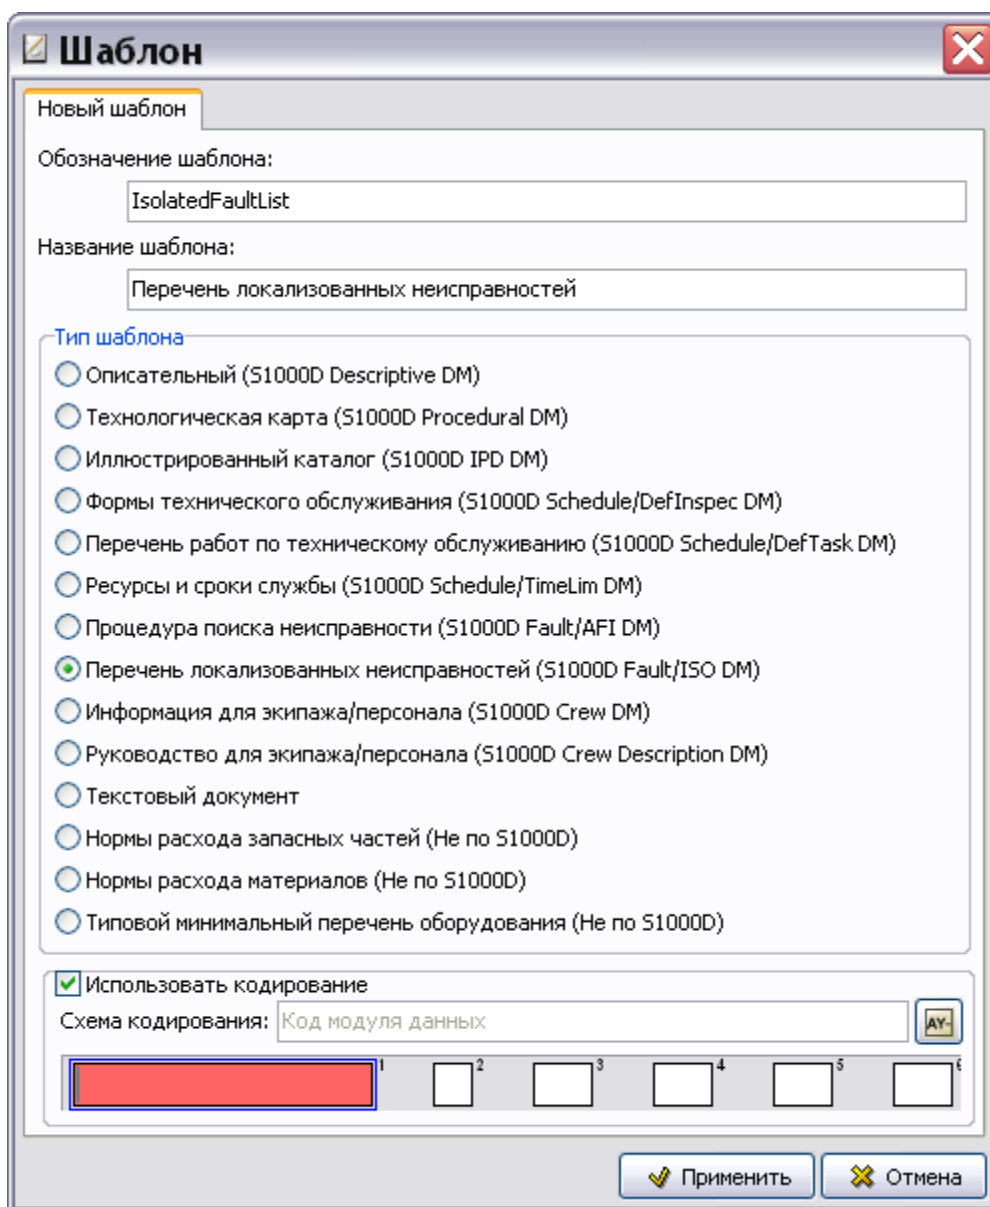 Шаблон
Новый шаблон
Обозначение шаблона:
IsolatedFaultList
Название шаблона:
Перечень локализованных неисправностей
Тип шаблона
Описательный (S1000D Descriptive DM)
Технологическая карта (S1000D Procedural DM)
Иллюстрированный каталог (S1000D IPD DM)
Формы технического обслуживания (S1000D Schedule/DefInspec DM)
Перечень работ по техническому обслуживанию (S1000D Schedule/DefTask DM)
Ресурсы и сроки службы (S1000D Schedule/TimeLim DM)
Процедура поиска неисправности (S1000D Fault/AFI DM)
Перечень локализованных неисправностей (S1000D Fault/ISO DM)
Информация для экипажа/персонала (S1000D Crew DM)
Руководство для экипажа/персонала (S1000D Crew Description DM)
Текстовый документ
Нормы расхода запасных частей (Не по S1000D)
Нормы расхода материалов (Не по S1000D)
Типовой минимальный перечень оборудования (Не по S1000D)
Использовать кодирование
Схема кодирования: Код модуля данных AY-
1 2 3 4 5 6
Применить Отмена